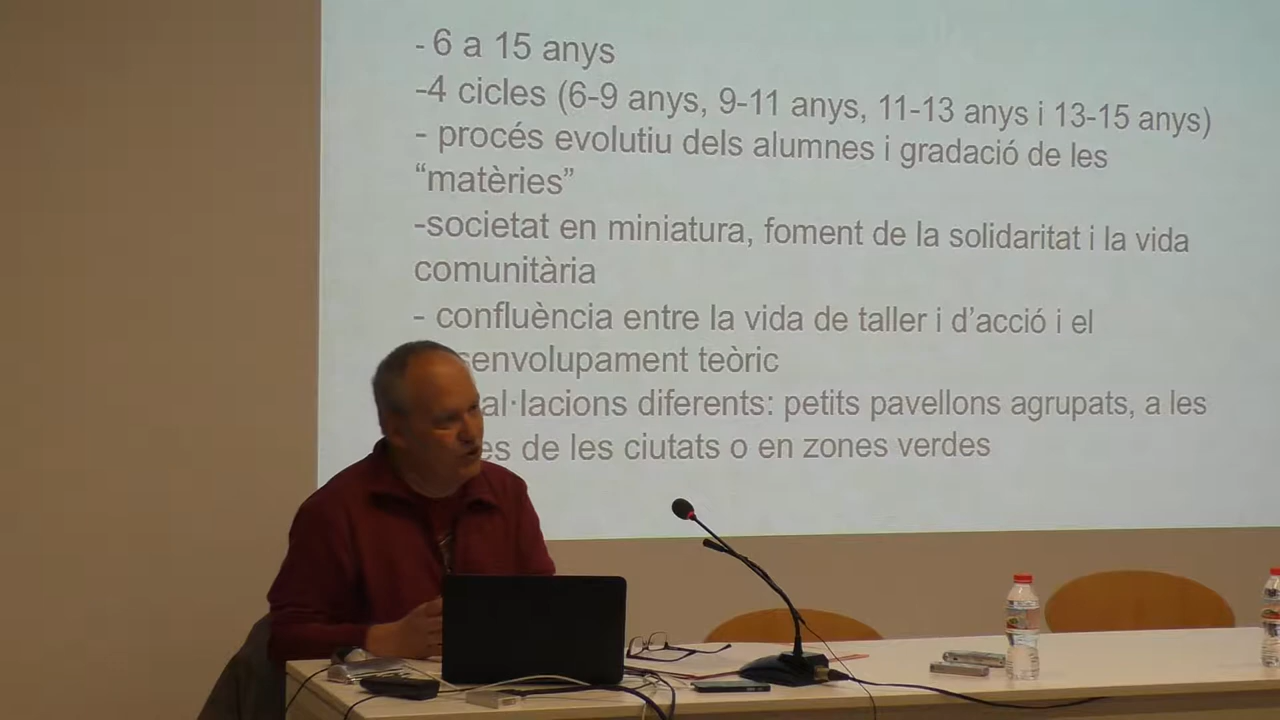 - 6 a 15 anys
-4 cicles (6-9 anys, 9-11 anys, 11-13 anys i 13-15 anys)
- procés evolutiu dels alumnes i gradació de les
“matèries”
-societat en miniatura, foment de la solidaritat i la vida
comunitària
- confluència entre la vida de taller i d’acció i el
senvolupament teòric
al·lacions diferents: petits pavellons agrupats, a les
es de les ciutats o en zones verdes